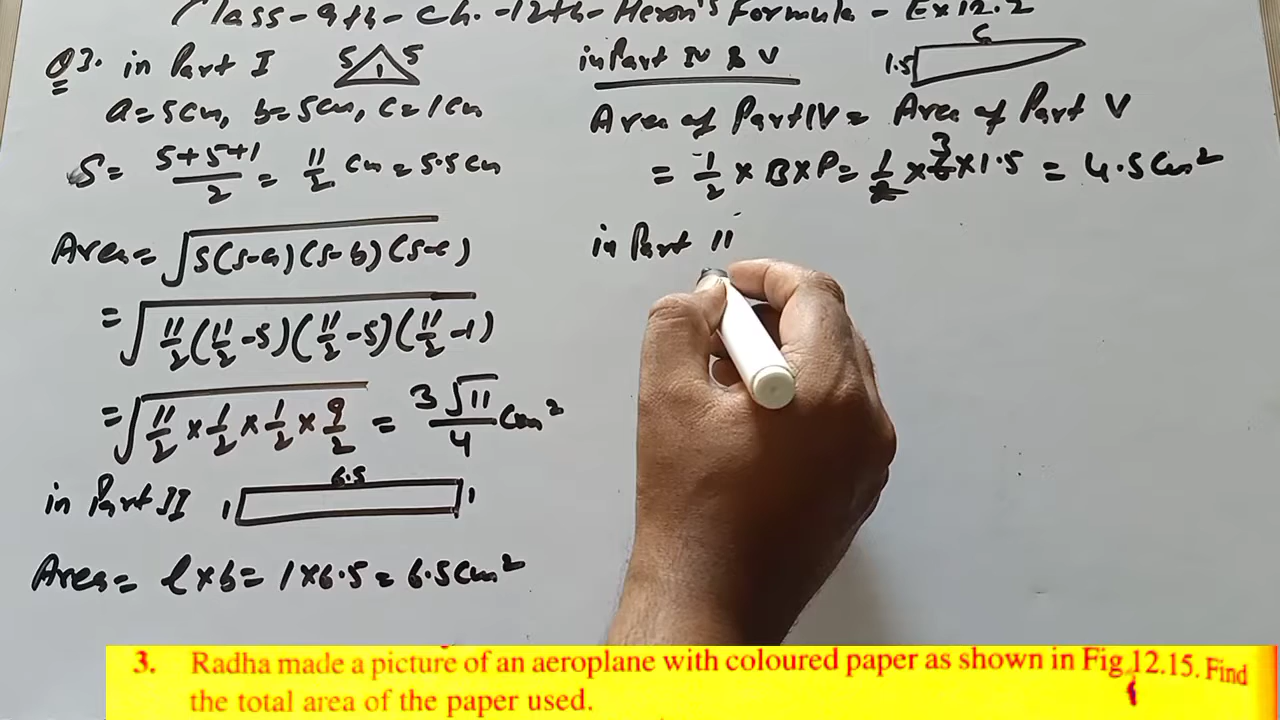 Class-9th-Ch.-12th-Heron's Formula - Ex12.2
Q3. in Part I
5 5
1
a=5cm, b=5cm, c=1cm
S= 5+5+1/2 = 11/2 cm = 5.5cm
Area= √s(s-a)(s-b)(s-c)
= √11/2(11/2-5)(11/2-5)(11/2-1)
= √11/2×1/2×1/2×9/2 = 3√11/4 cm²
in Part II
6.5
1 1
Area= l×b= 1×6.5= 6.5cm²
in Part IV & V
6
1.5
Area of Part IV= Area of Part V
= 1/2 × B×P= 1/2 × 6 3 ×1.5 = 4.5cm²
in Part II
3. Radha made a picture of an aeroplane with coloured paper as shown in Fig 12.15. Find
the total area of the paper used.